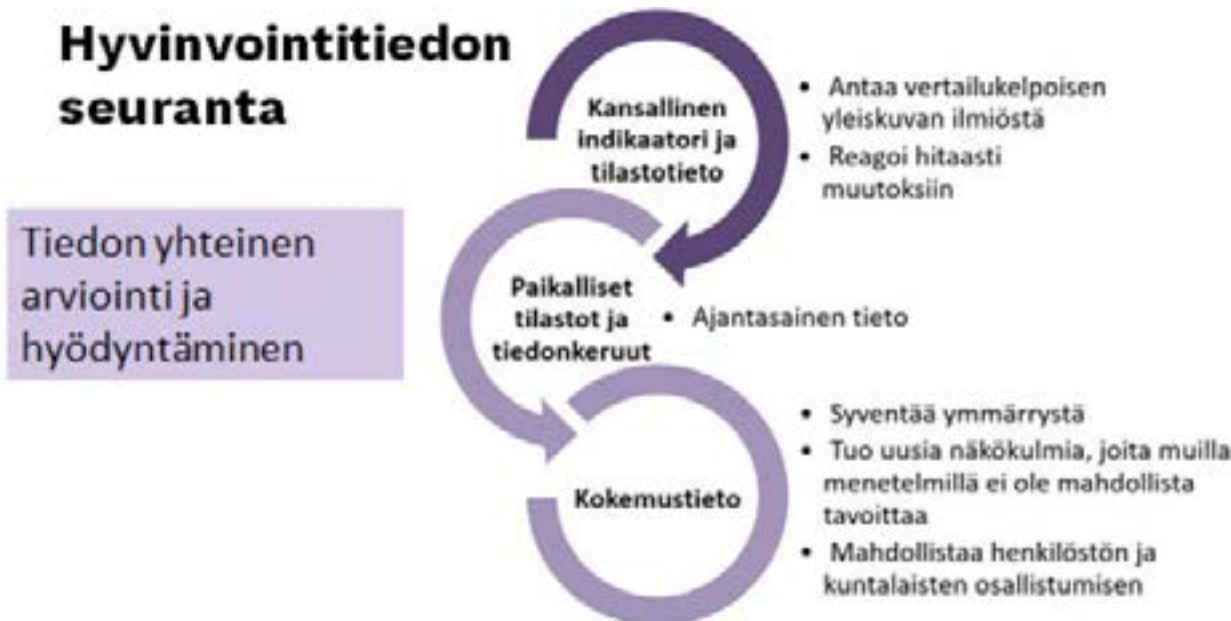 Hyvinvointitiedon
seuranta
Tiedon yhteinen
arviointi ja
hyödyntäminen
Kansallinen
indikaatori ja
tilastotieto
• Antaa vertailukelpoisen
yleiskuvan ilmiöstä
• Reagoi hitaasti
muutoksiin
Paikalliset
tilastot ja
tiedonkeruut
• Ajantasainen tieto
Kokemustieto
• Syventää ymmärrystä
• Tuo uusia näkökulmia, joita muilla
menetelmillä ei ole mahdollista
tavoittaa
• Mahdollistaa henkilöstön ja
kuntalaisten osallistumisen